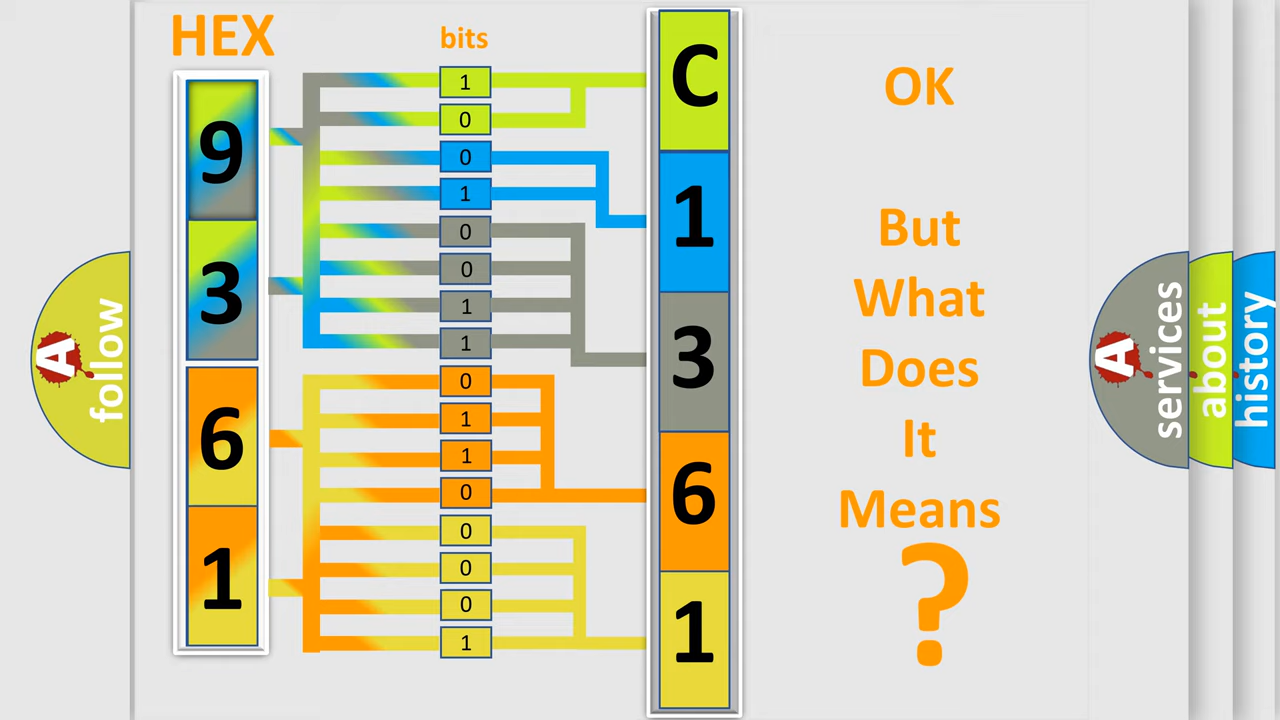 HEX
bits
9
3
6
1
1
0
0
1
0
0
1
1
0
1
1
0
0
0
0
1
C
1
3
6
1
OK
But
What
Does
It
Means
?
A
follow
A
services
about
history